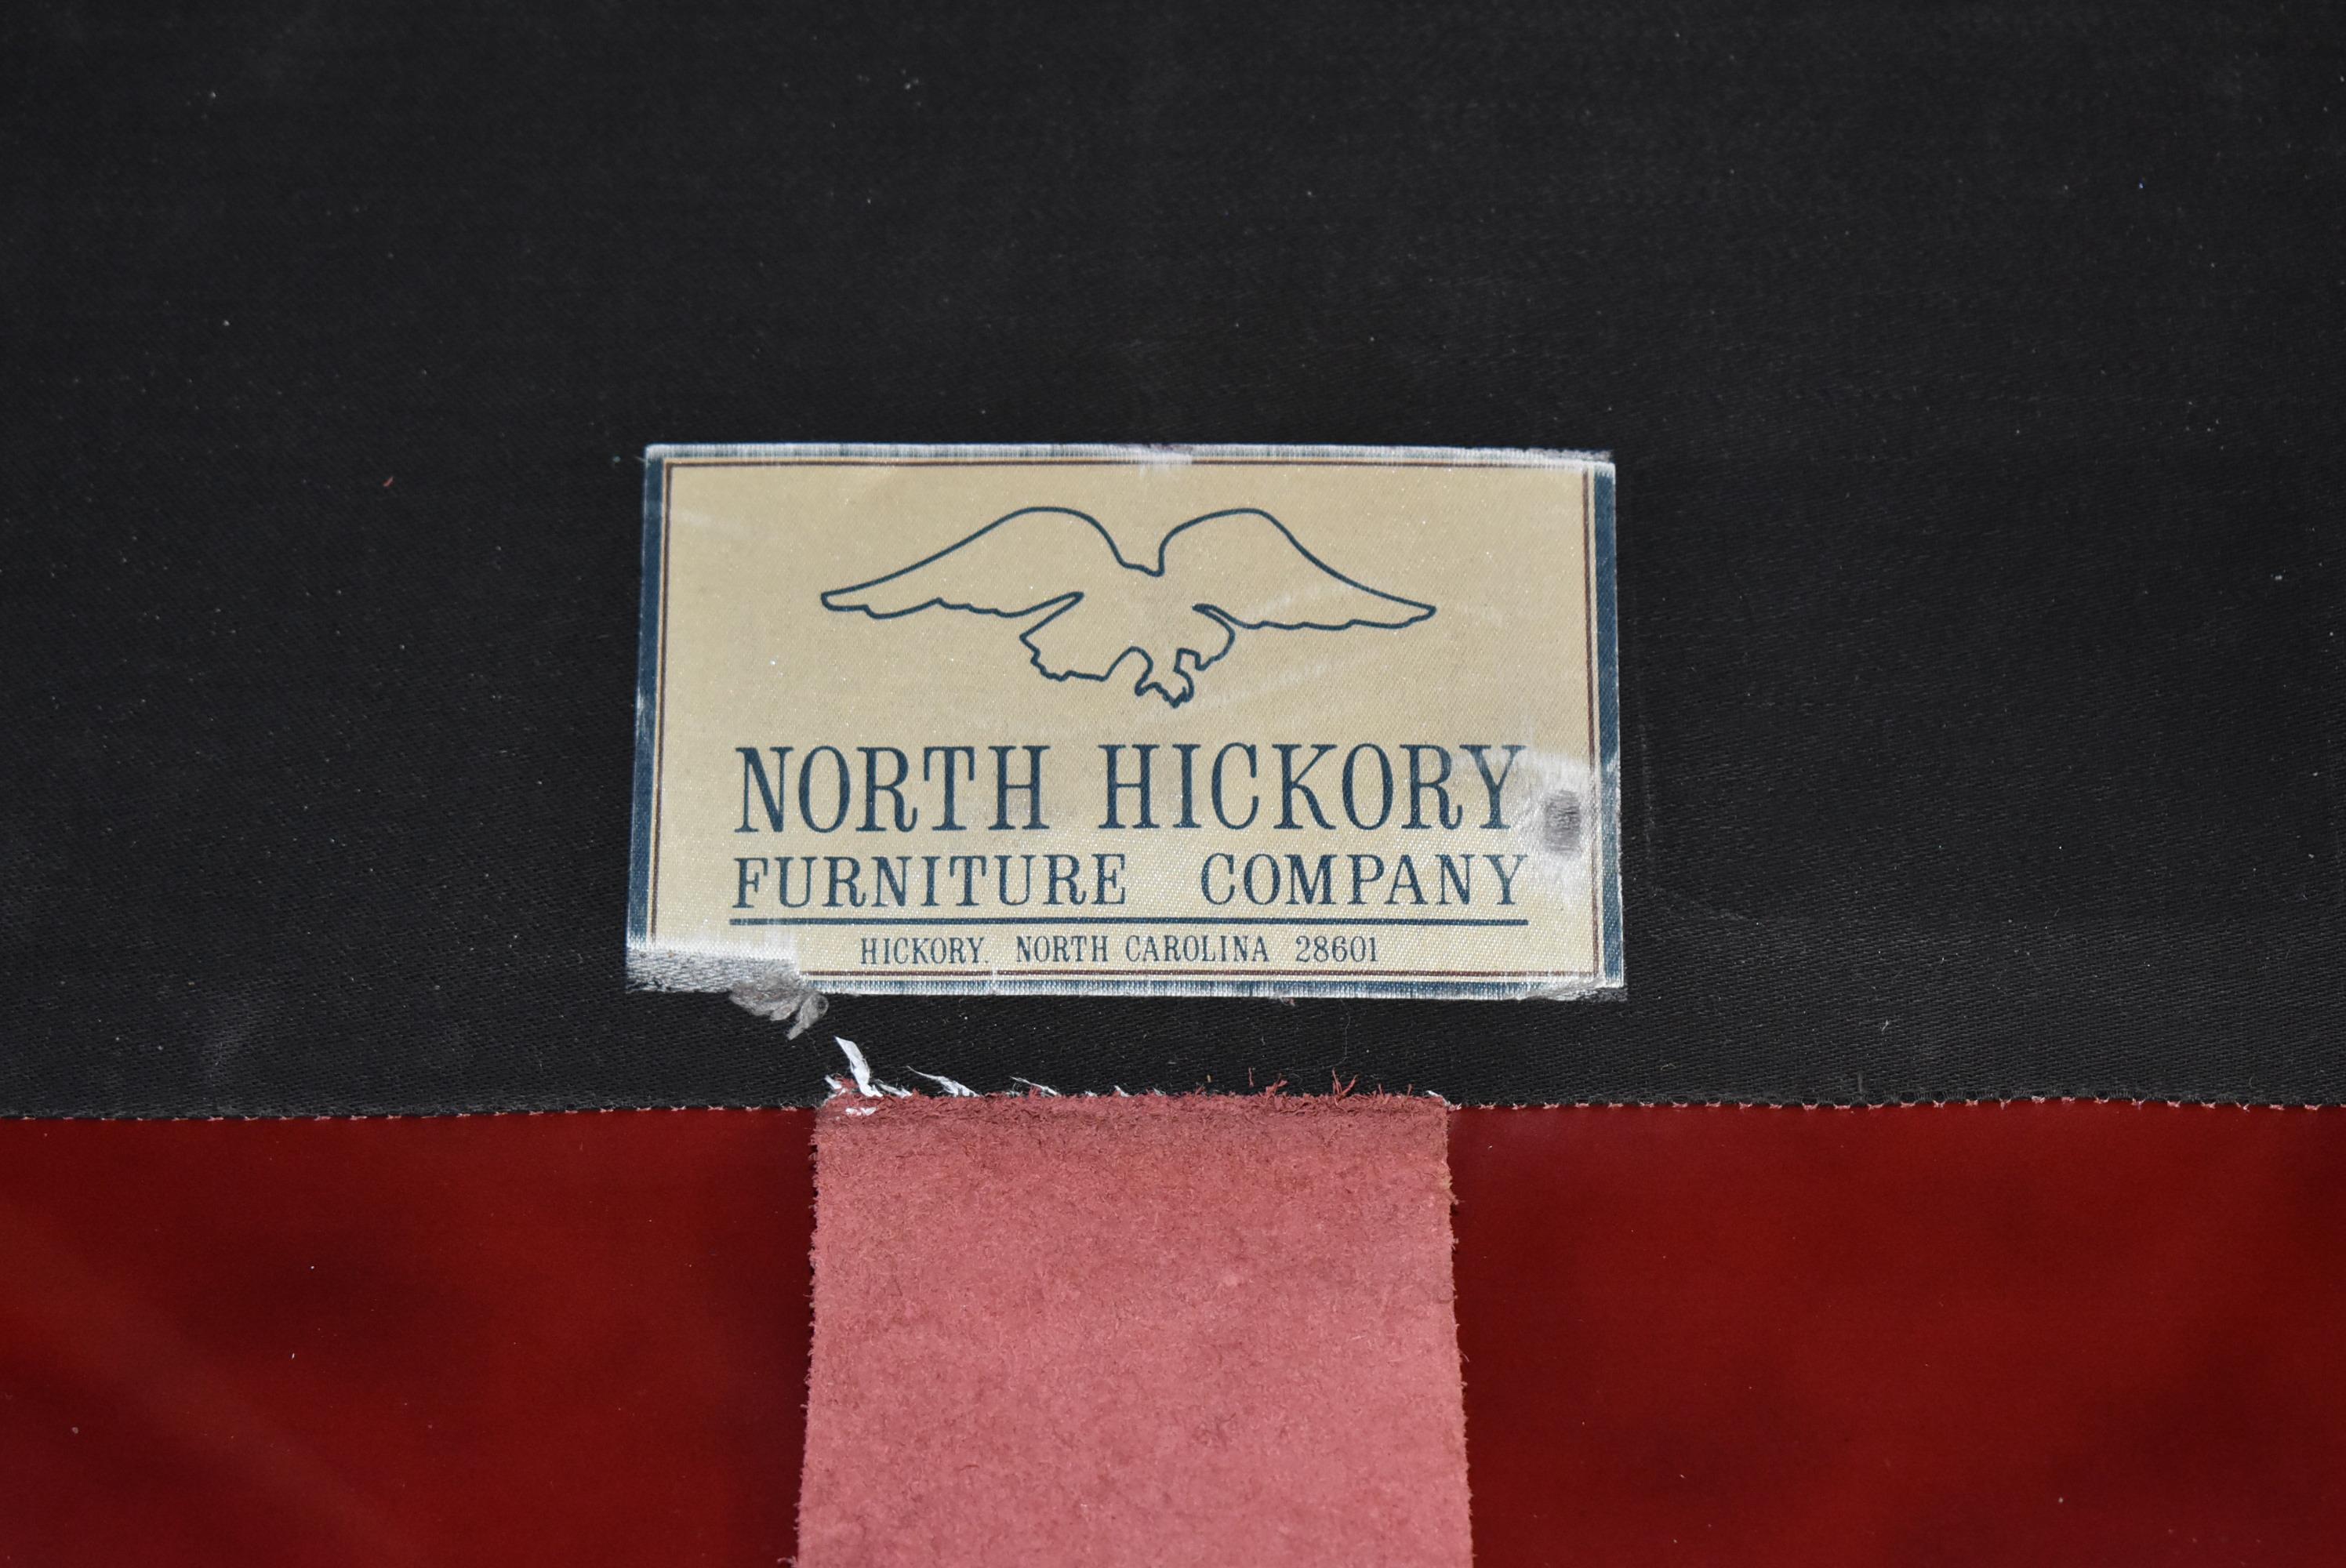 NORTH HICKORY
FURNITURE COMPANY
HICKORY. NORTH CAROLINA 28601